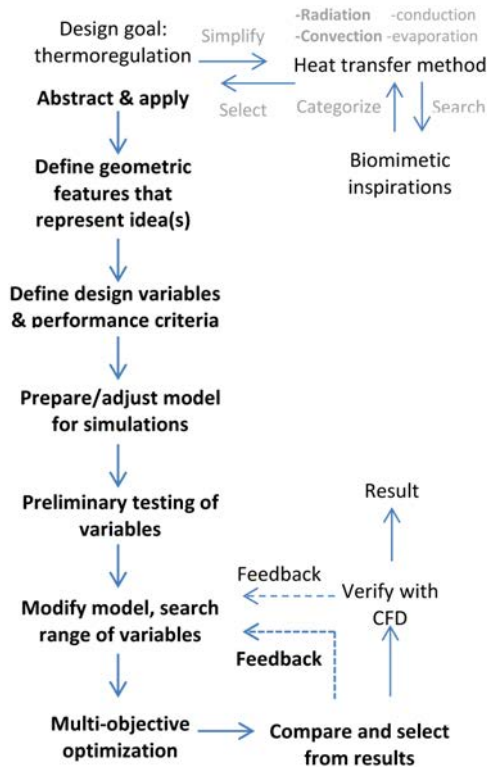 Design goal:
thermoregulation
Simplify
-Radiation -conduction
-Convection -evaporation
Heat transfer method
Abstract & apply
Select
Categorize
Search
Biomimetic
inspirations
Define geometric
features that
represent idea(s)
Define design variables
& performance criteria
Prepare/adjust model
for simulations
Preliminary testing of
variables
Result
Feedback
Verify with
CFD
Modify model, search
range of variables
Feedback
Multi-objective
optimization
Compare and select
from results